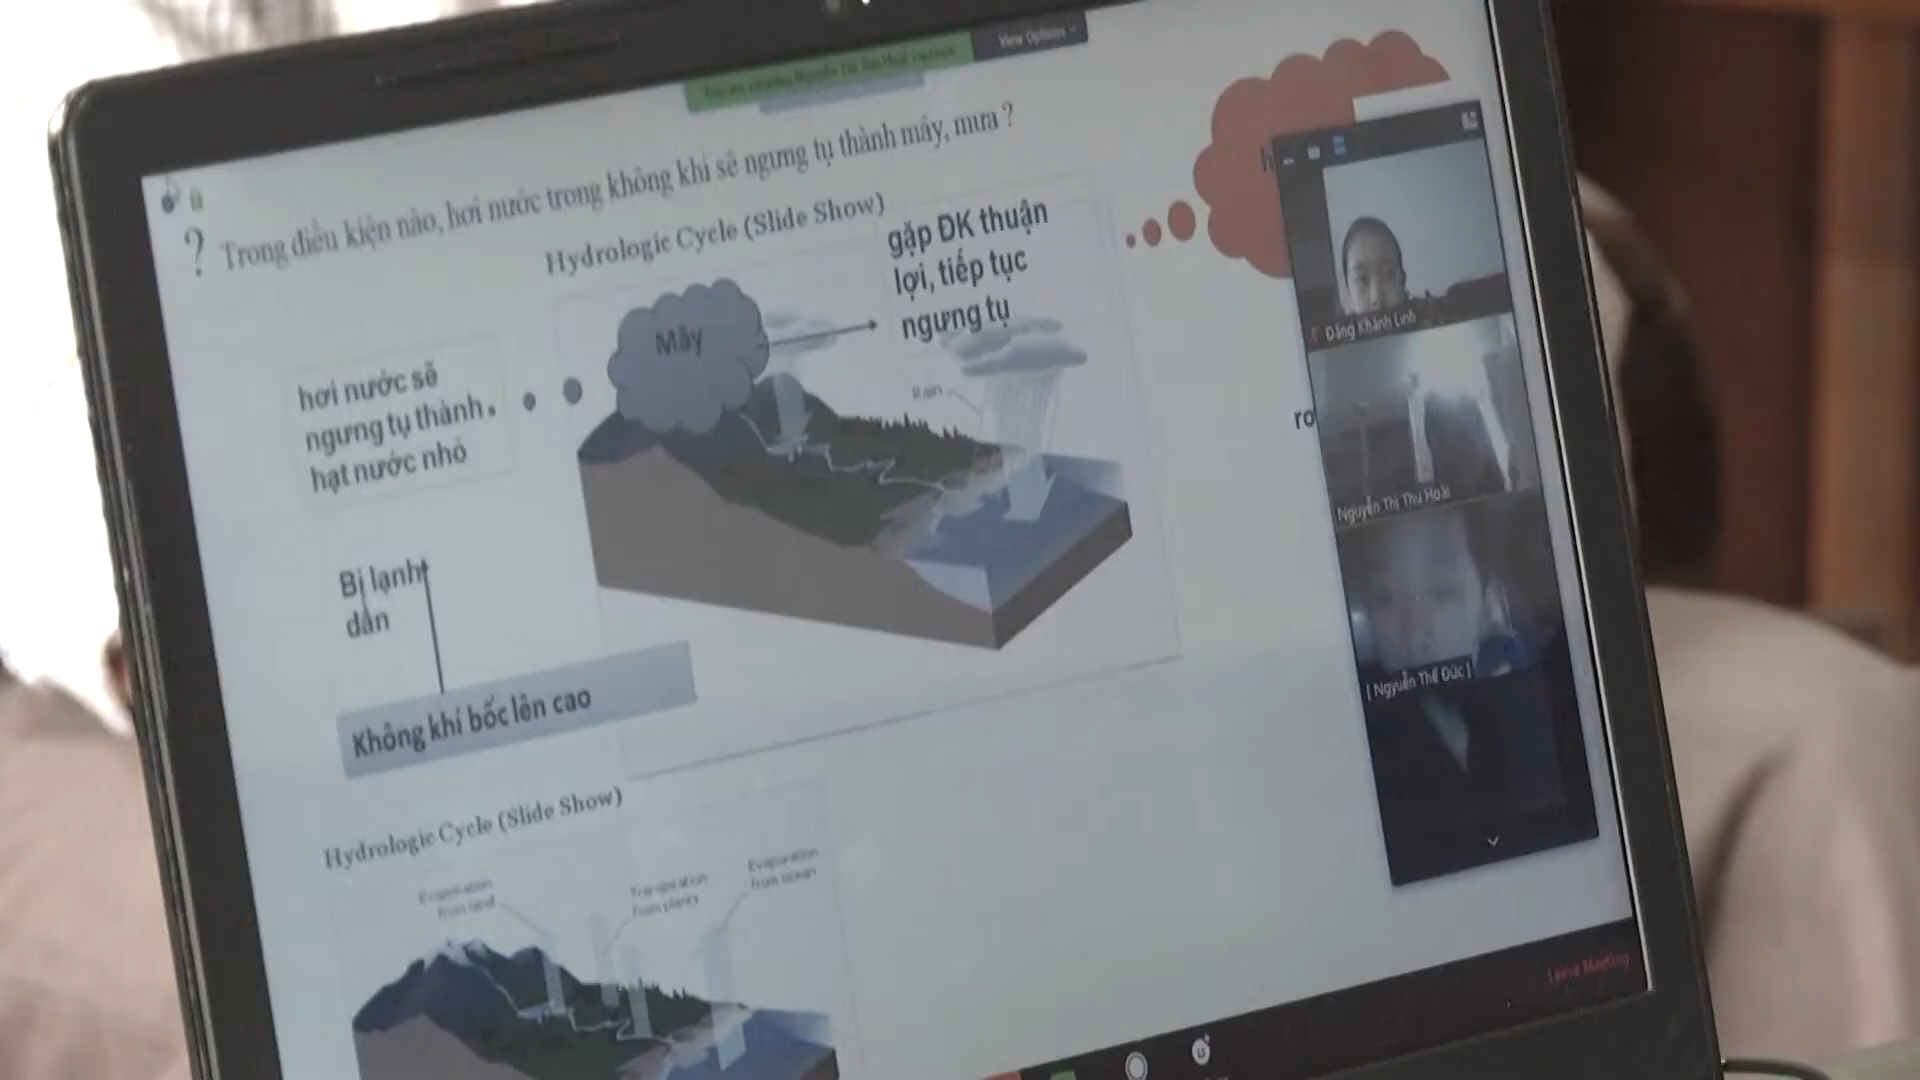 View Options
? Trong điều kiện nào, hơi nước trong không khí sẽ ngưng tụ thành mây, mưa ?
Hydrologic Cycle (Slide Show)
gặp ĐK thuận
lợi, tiếp tục
ngưng tụ
Mây
hơi nước sẽ
ngưng tụ thành
hạt nước nhỏ
Rain
Bị lạnh
dần
Không khí bốc lên cao
h
ro
Đặng Khánh Linh
Nguyễn Thị Thu Hoài
[ Ngyuễn Thế Đức ]
Hydrologic Cycle (Slide Show)
Evaporation
from land
Transpiration
from plants
Evaporation
from ocean
Leave Meeting